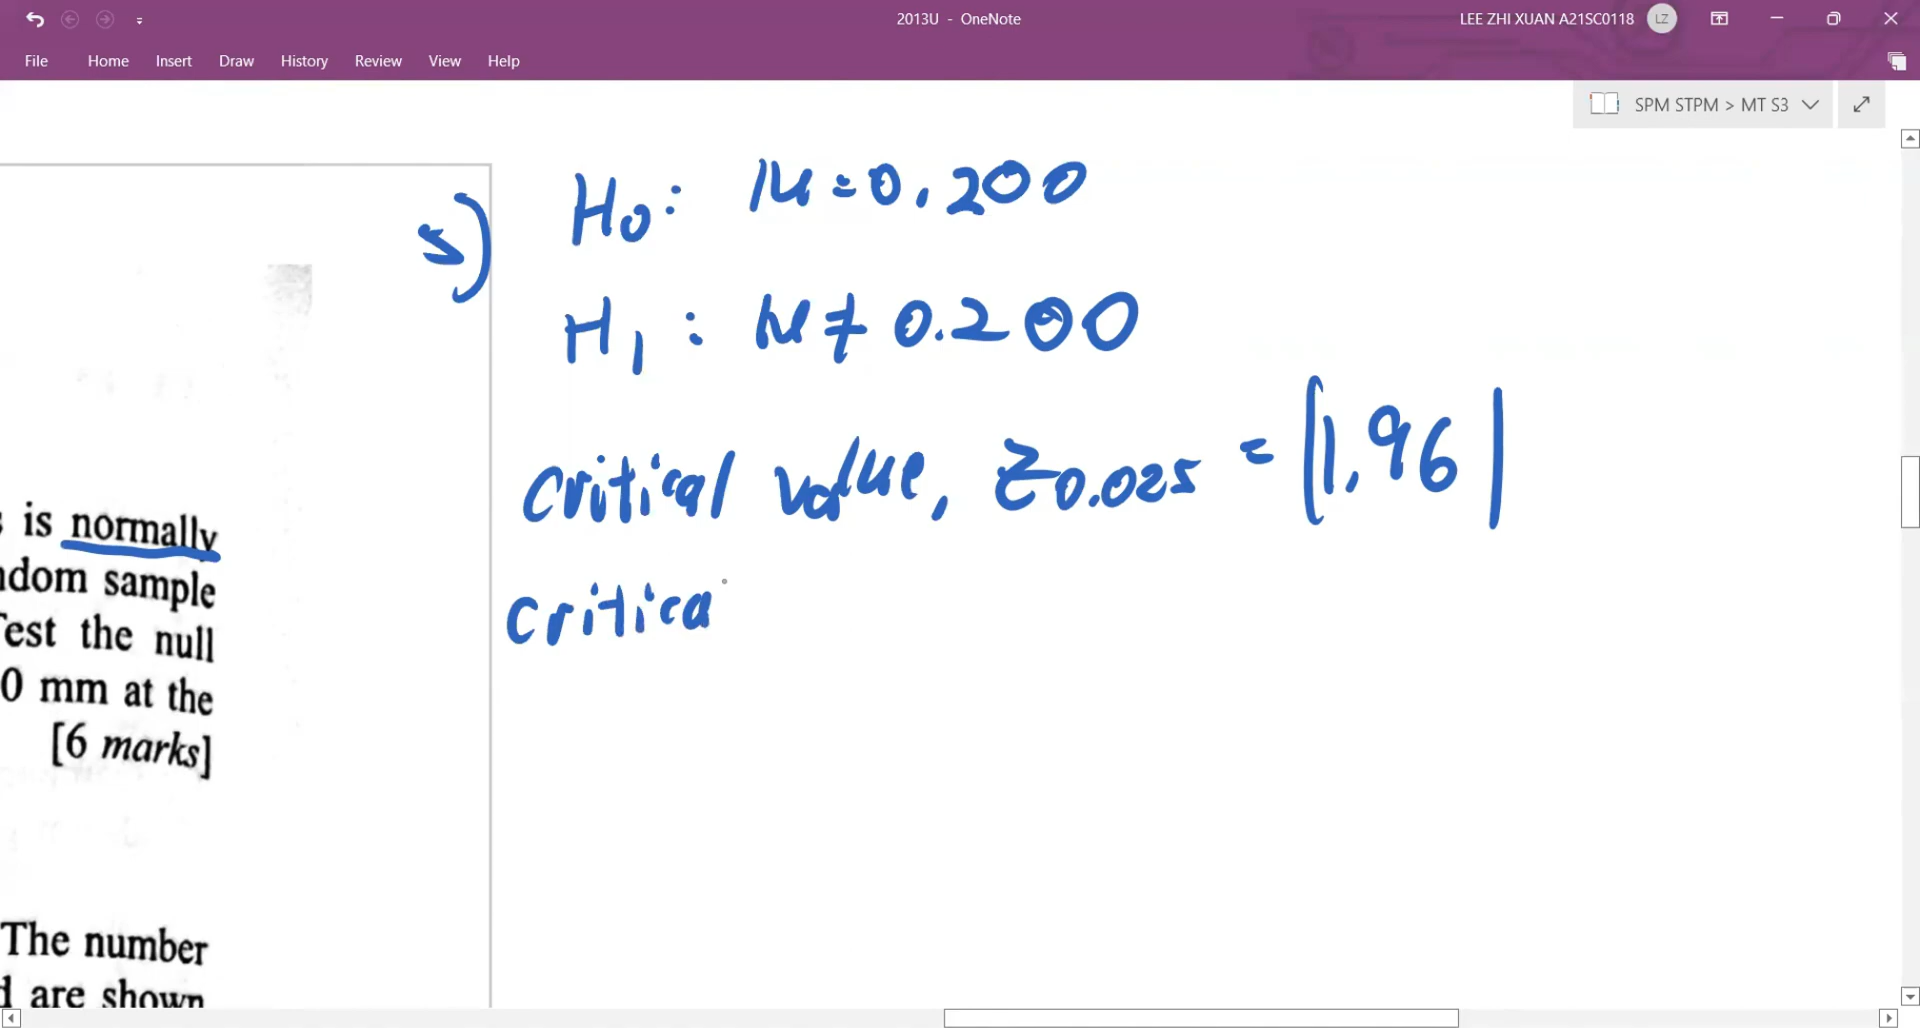 2013U - OneNote
LEE ZHI XUAN A21SC0118
LZ
File Home Insert Draw History Review View Help
SPM STPM > MT S3
5)
H0: μ = 0.200
H1: μ ≠ 0.200
critical value, Z0.025 = |1.96|
critica
is normally
ndom sample
est the null
0 mm at the
[6 marks]
The number
d are shown